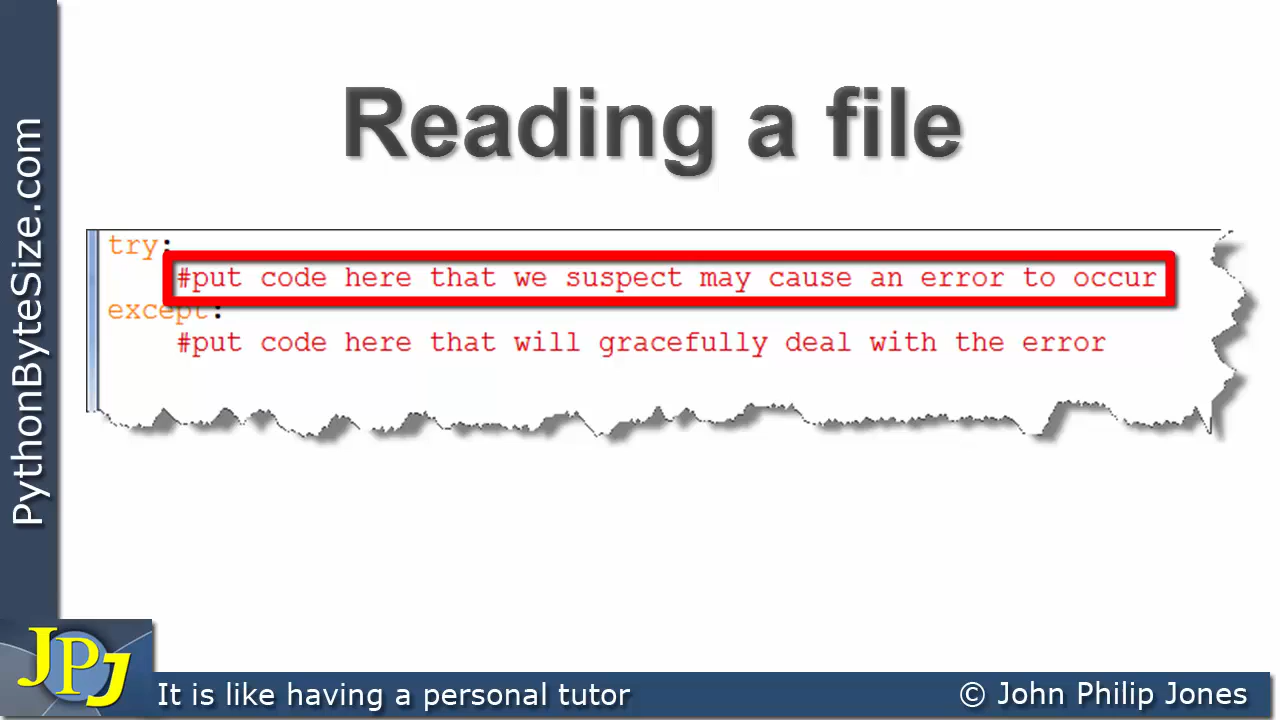 Reading a file
try:
#put code here that we suspect may cause an error to occur
except:
#put code here that will gracefully deal with the error
PythonByteSize.com
JPJ
It is like having a personal tutor
© John Philip Jones